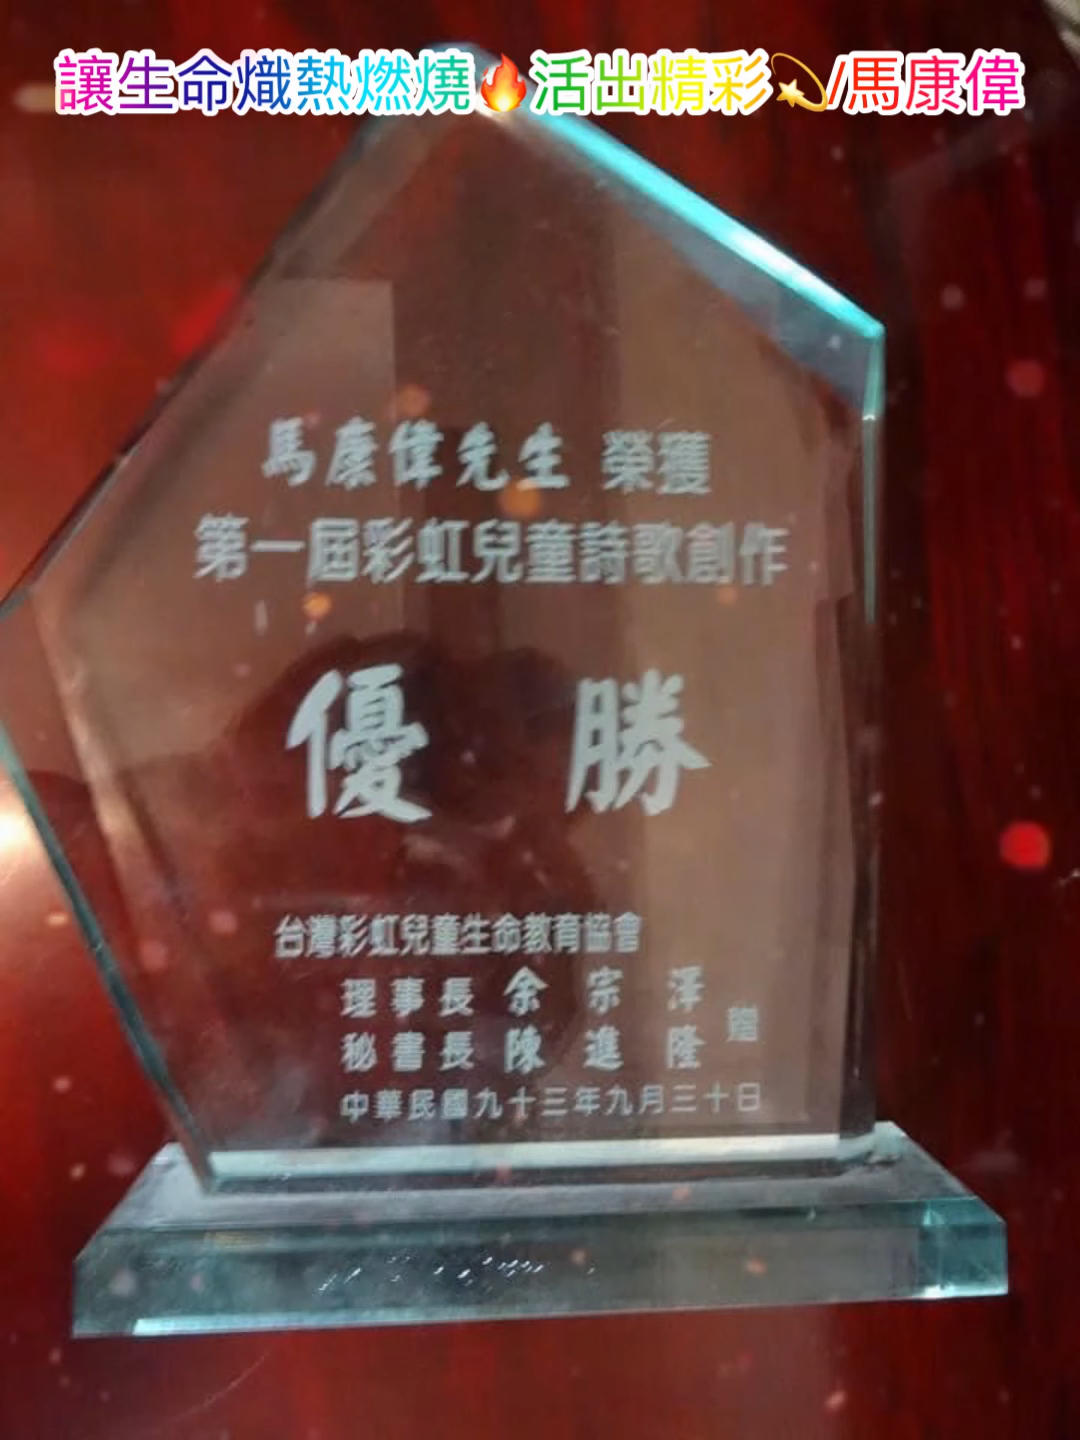 讓生命熾熱燃燒🔥活出精彩💫/馬康偉
馬康偉先生 榮獲
第一屆彩虹兒童詩歌創作
優勝
台灣彩虹兒童生命教育協會
理事長 余宗澤
秘書長 陳進隆 贈
中華民國九十三年九月三十日